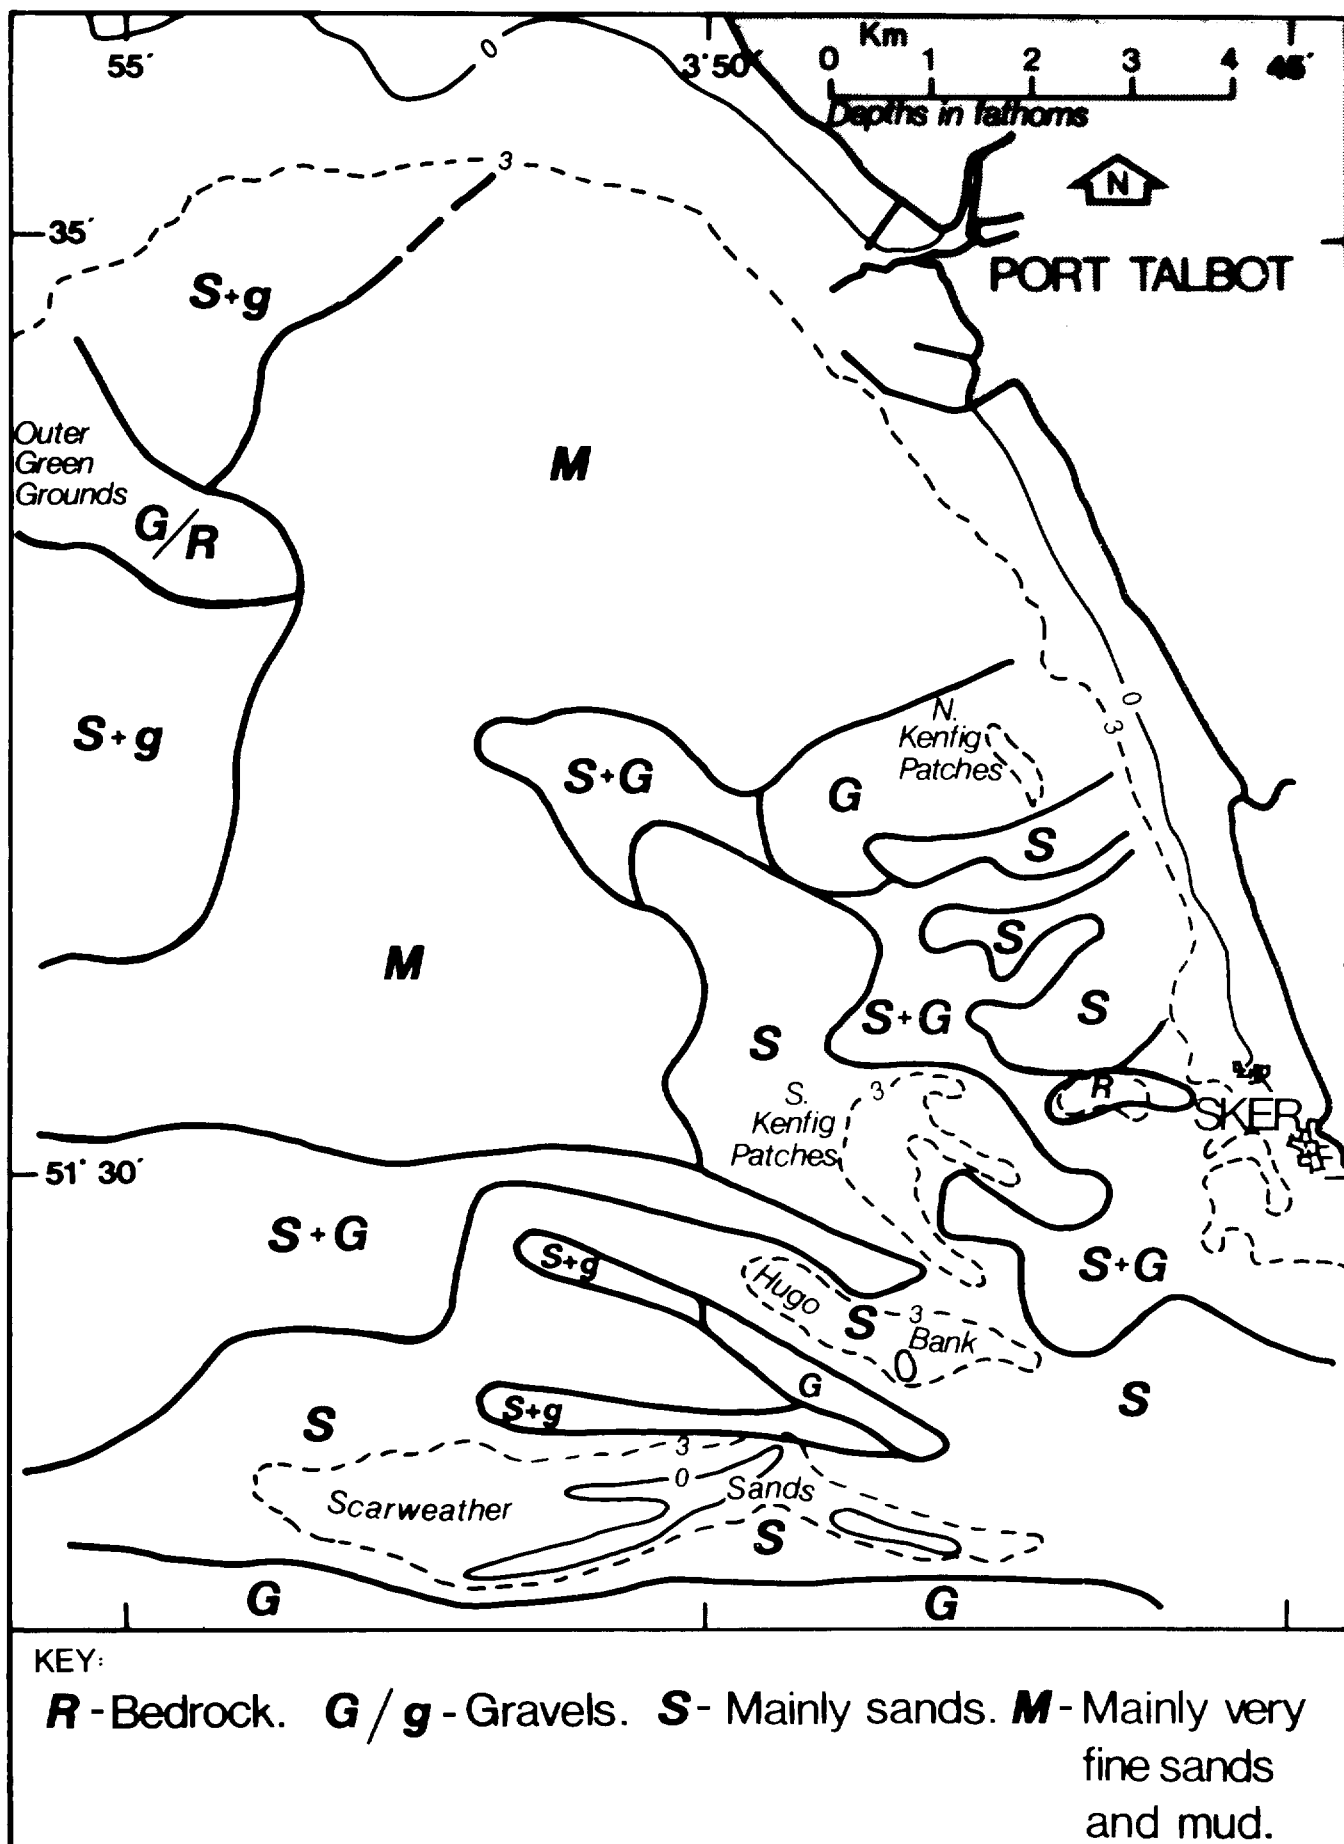 Km
55′
0
3°50′
0 1 2 3 4
45′
Depths in fathoms
3
N
35′
PORT TALBOT
S+g
Outer
Green
Grounds
M
G/R
0
N.
Kenfig
Patches
3
S+g
S+G
G
S
S
M
S+G
S
S
R
S.
Kenfig
Patches
3
SKER
51° 30′
S+G
S+g
S+G
Hugo
S
3
Bank
G
S+g
S
S
3
0
Sands
Scarweather
S
G
G
KEY:
R - Bedrock. G/g - Gravels. S - Mainly sands. M - Mainly very
fine sands
and mud.